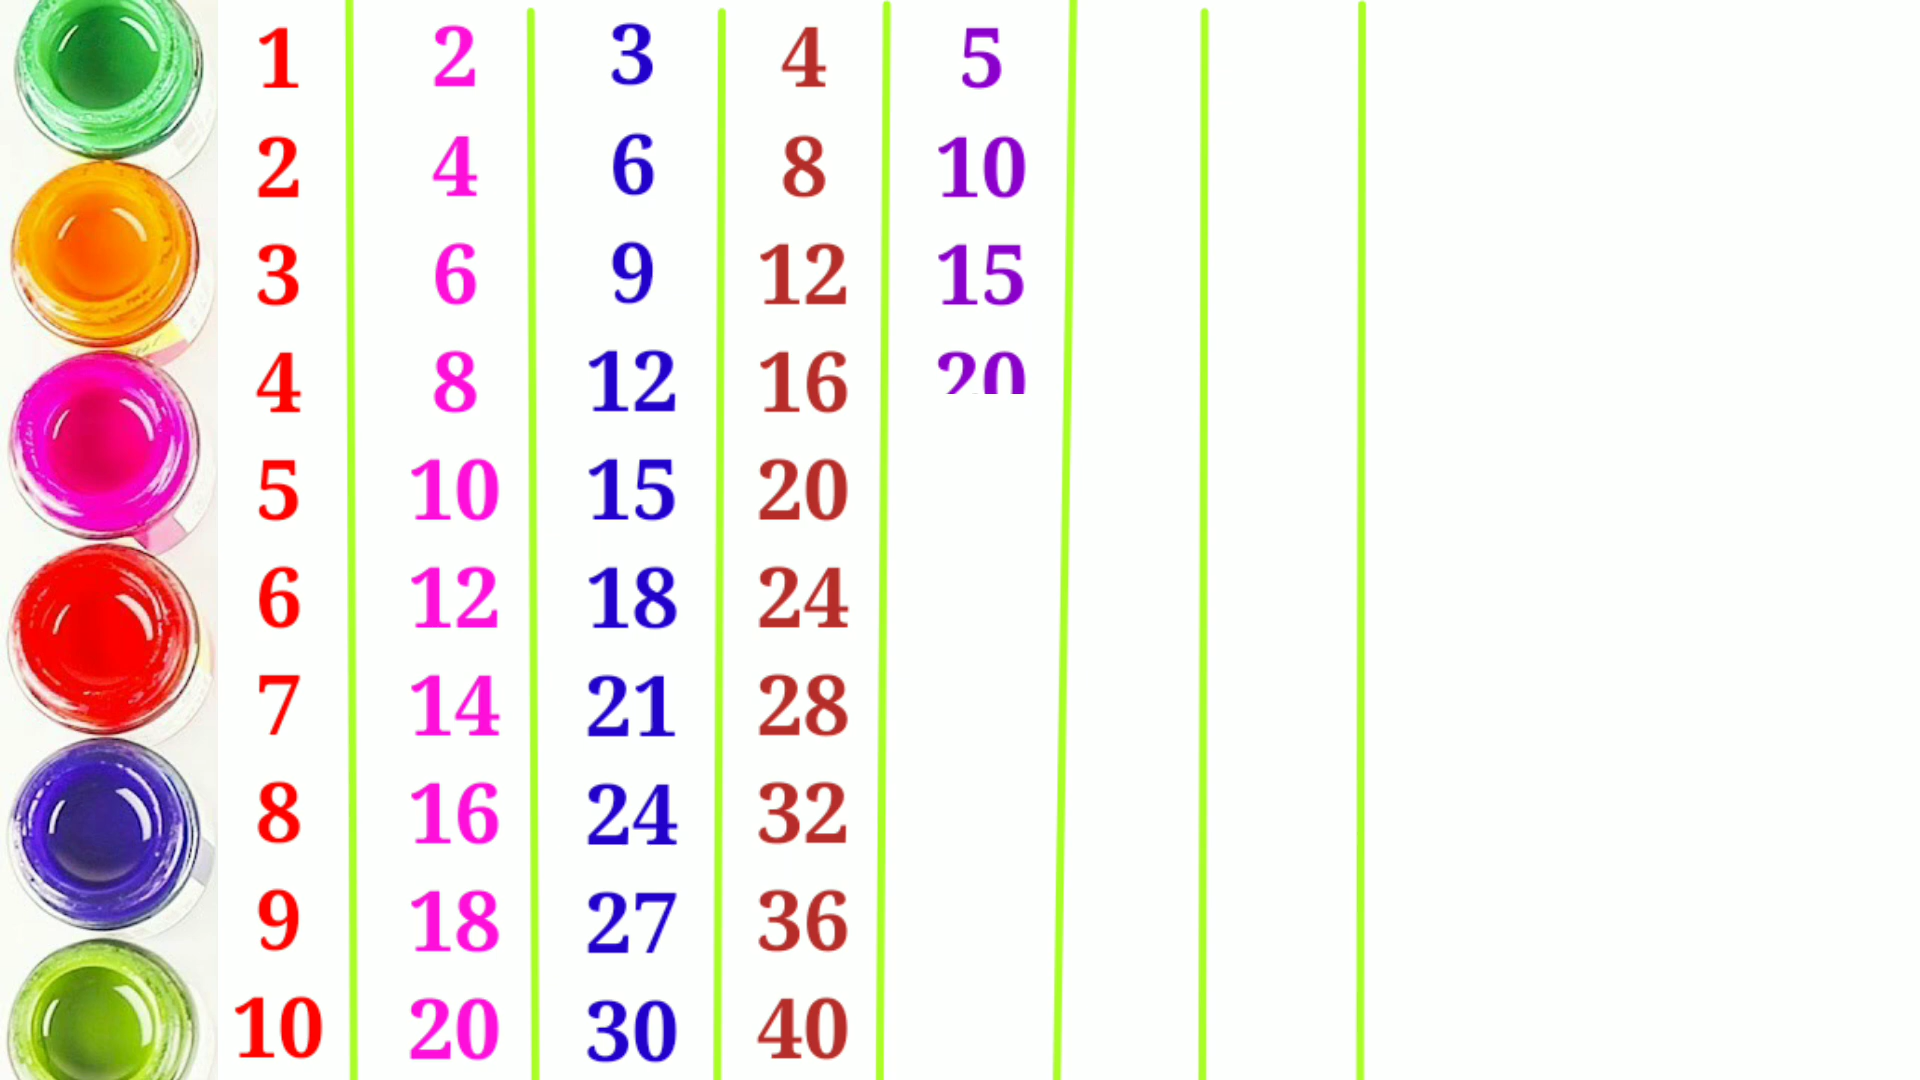 1 2 3 4 5
2 4 6 8 10
3 6 9 12 15
4 8 12 16 20
5 10 15 20
6 12 18 24
7 14 21 28
8 16 24 32
9 18 27 36
10 20 30 40